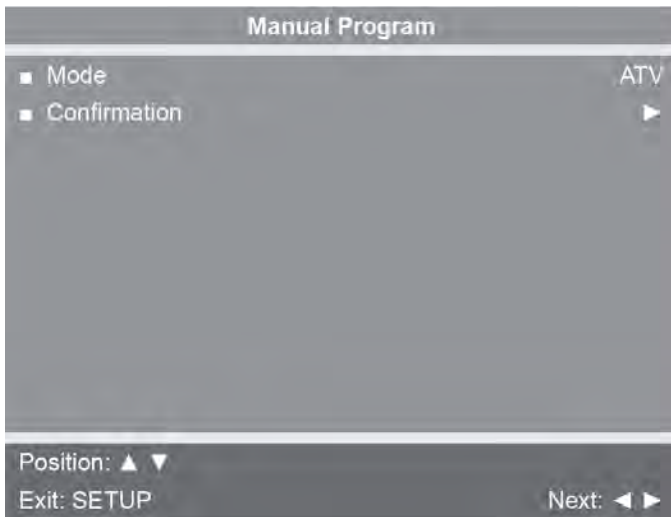 Manual Program
■ Mode ATV
■ Confirmation ►
Position: ▲ ▼
Exit: SETUP Next: ◄ ►